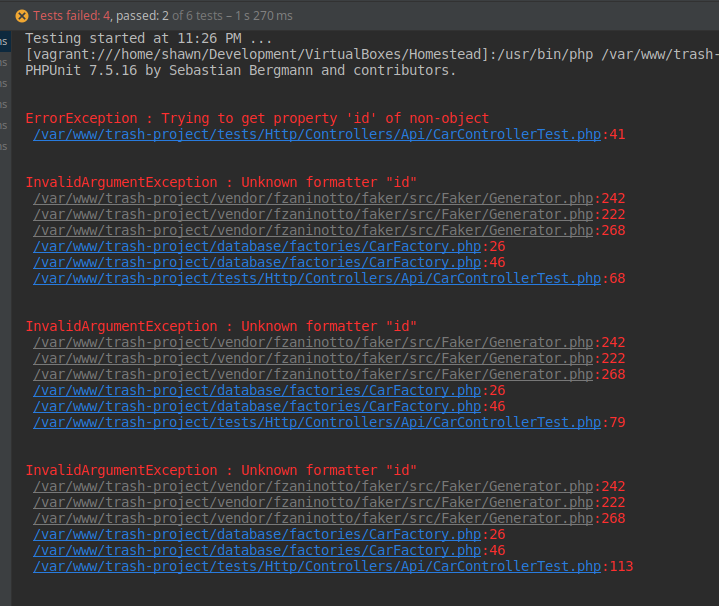 Tests failed: 4, passed: 2 of 6 tests – 1 s 270 ms
Testing started at 11:26 PM ...
[vagrant:///home/shawn/Development/VirtualBoxes/Homestead]:/usr/bin/php /var/www/trash-
PHPUnit 7.5.16 by Sebastian Bergmann and contributors.
ErrorException : Trying to get property 'id' of non-object
/var/www/trash-project/tests/Http/Controllers/Api/CarControllerTest.php:41
InvalidArgumentException : Unknown formatter "id"
/var/www/trash-project/vendor/fzaninotto/faker/src/Faker/Generator.php:242
/var/www/trash-project/vendor/fzaninotto/faker/src/Faker/Generator.php:222
/var/www/trash-project/vendor/fzaninotto/faker/src/Faker/Generator.php:268
/var/www/trash-project/database/factories/CarFactory.php:26
/var/www/trash-project/database/factories/CarFactory.php:46
/var/www/trash-project/tests/Http/Controllers/Api/CarControllerTest.php:68
InvalidArgumentException : Unknown formatter "id"
/var/www/trash-project/vendor/fzaninotto/faker/src/Faker/Generator.php:242
/var/www/trash-project/vendor/fzaninotto/faker/src/Faker/Generator.php:222
/var/www/trash-project/vendor/fzaninotto/faker/src/Faker/Generator.php:268
/var/www/trash-project/database/factories/CarFactory.php:26
/var/www/trash-project/database/factories/CarFactory.php:46
/var/www/trash-project/tests/Http/Controllers/Api/CarControllerTest.php:79
InvalidArgumentException : Unknown formatter "id"
/var/www/trash-project/vendor/fzaninotto/faker/src/Faker/Generator.php:242
/var/www/trash-project/vendor/fzaninotto/faker/src/Faker/Generator.php:222
/var/www/trash-project/vendor/fzaninotto/faker/src/Faker/Generator.php:268
/var/www/trash-project/database/factories/CarFactory.php:26
/var/www/trash-project/database/factories/CarFactory.php:46
/var/www/trash-project/tests/Http/Controllers/Api/CarControllerTest.php:113